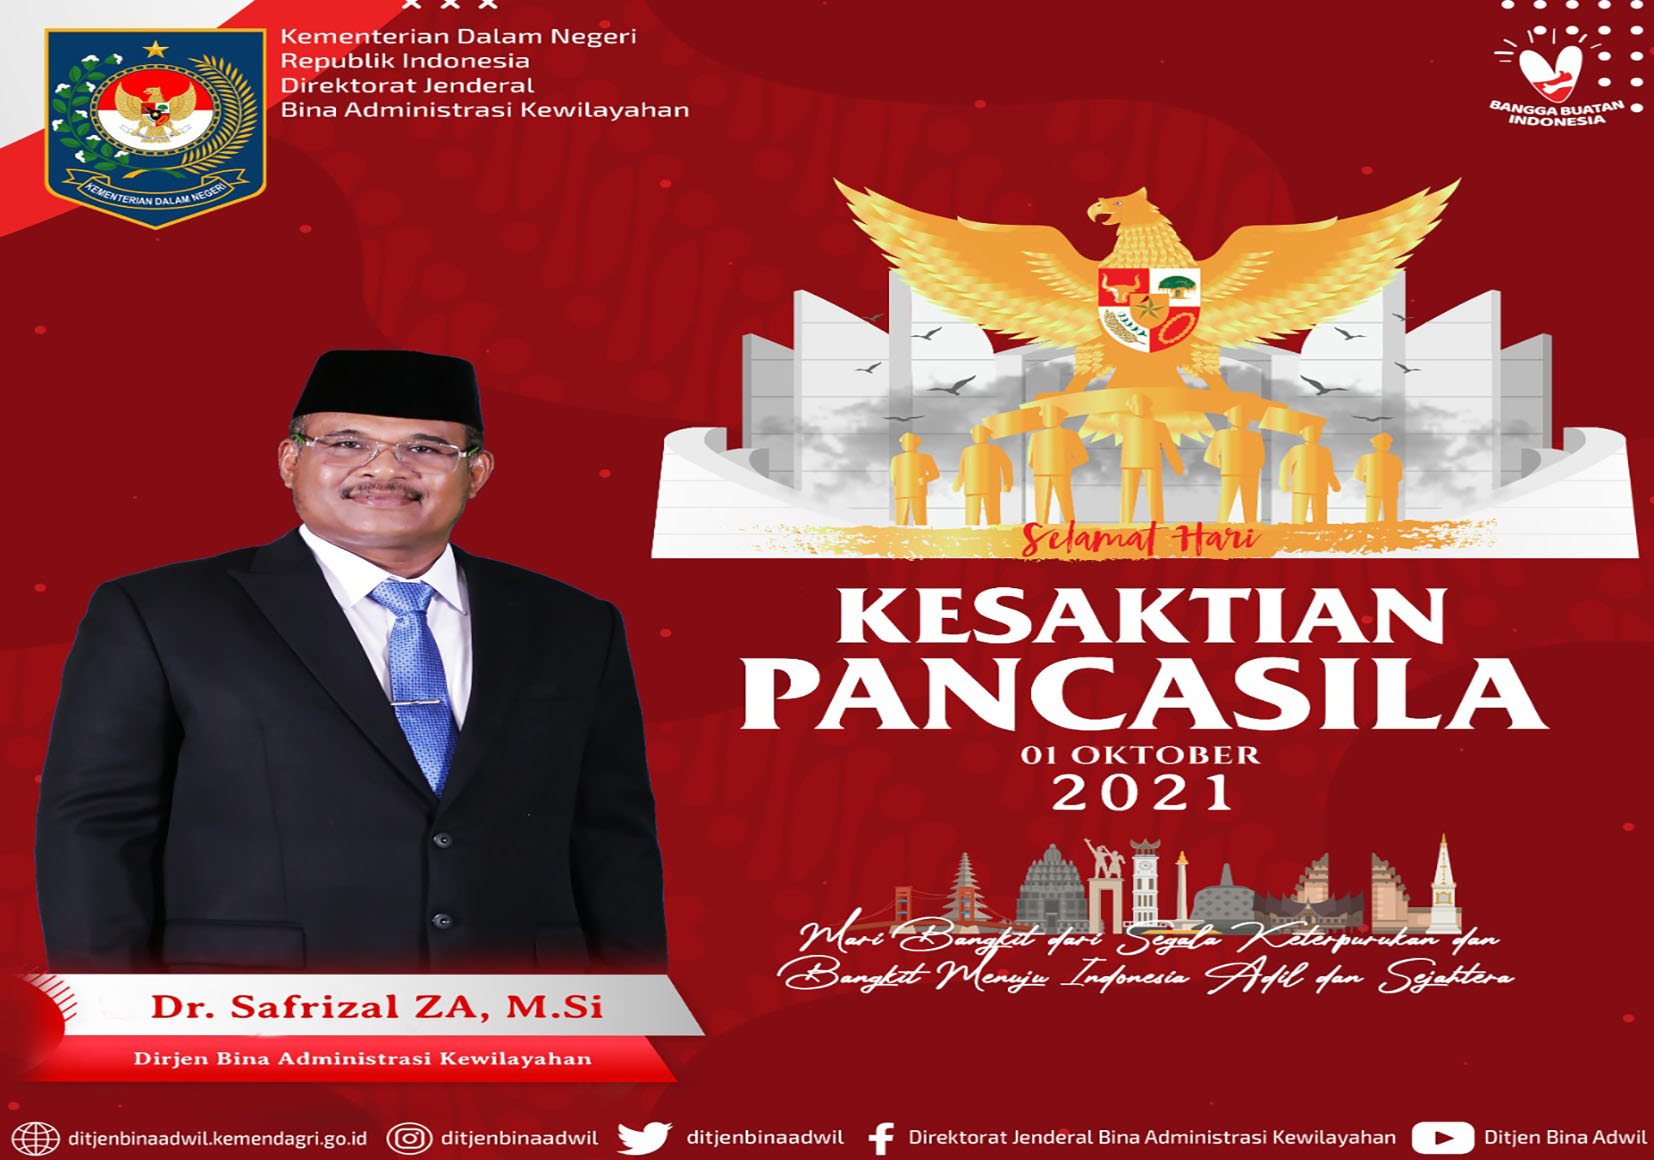 Kementerian Dalam Negeri
Republik Indonesia
Direktorat Jenderal
Bina Administrasi Kewilayahan
KEMENTERIAN DALAM NEGERI
BANGGA BUATAN
INDONESIA
Selamat Hari
KESAKTIAN
PANCASILA
01 OKTOBER
2021
Mari Bangkit dari Segala Keterpurukan dan
Bangkit Menuju Indonesia Adil dan Sejahtera
Dr. Safrizal ZA, M.Si
Dirjen Bina Administrasi Kewilayahan
ditjenbinaadwil.kemendagri.go.id
ditjenbinaadwil
ditjenbinaadwil
Direktorat Jenderal Bina Administrasi Kewilayahan
Ditjen Bina Adwil